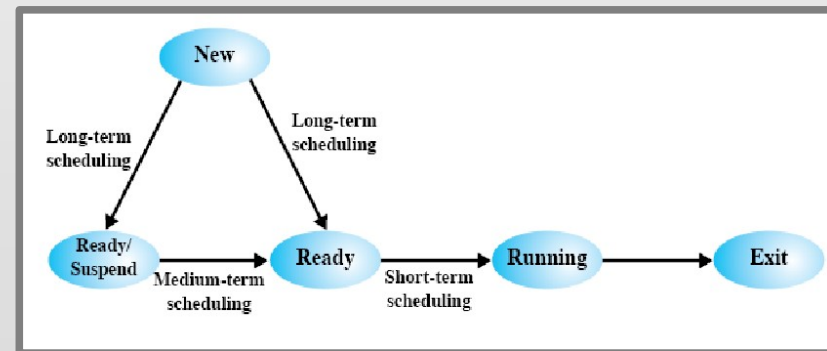 New
Long-term
scheduling
Long-term
scheduling
Ready/
Suspend
Medium-term
scheduling
Ready
Short-term
scheduling
Running
Exit